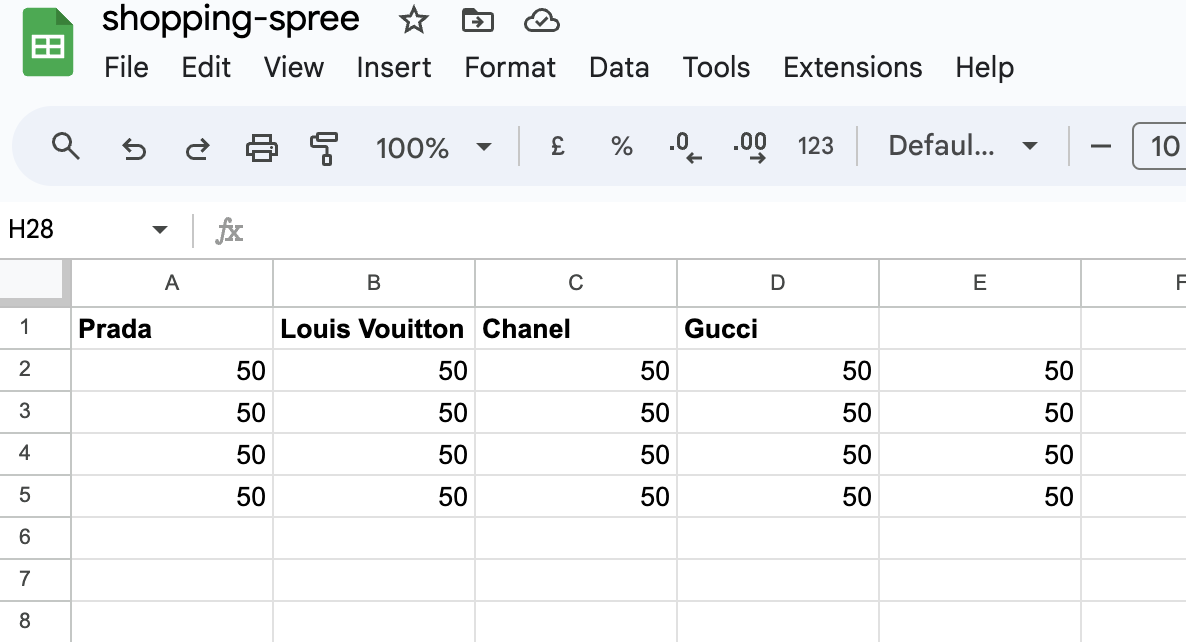 shopping-spree
File Edit View Insert Format Data Tools Extensions Help
100% £ % .0 .00 123 Defaul... 10
H28 fx
A B C D E F
1 Prada Louis Vouitton Chanel Gucci
2 50 50 50 50 50
3 50 50 50 50 50
4 50 50 50 50 50
5 50 50 50 50 50
6
7
8